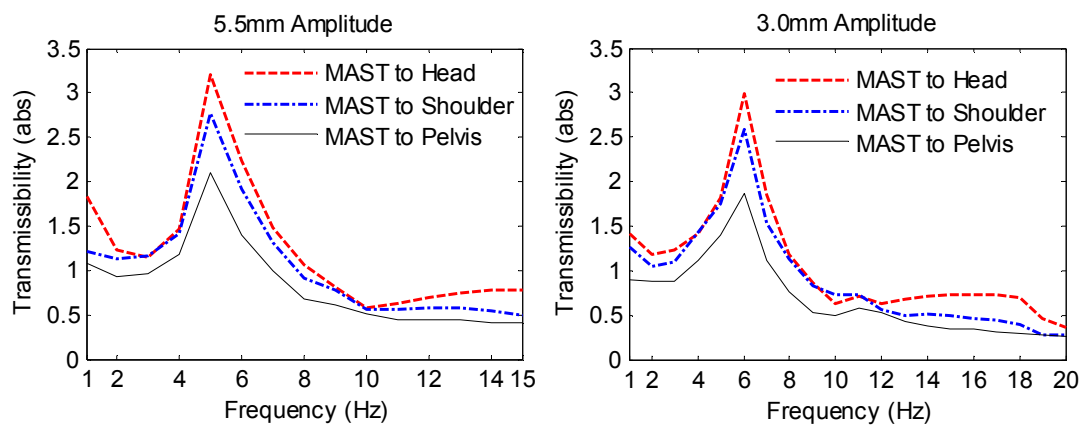 5.5mm Amplitude
3.5
3
2.5
2
1.5
1
0.5
0
Transmissibility (abs)
MAST to Head
MAST to Shoulder
MAST to Pelvis
1 2 4 6 8 10 12 14 15
Frequency (Hz)
3.0mm Amplitude
3.5
3
2.5
2
1.5
1
0.5
0
Transmissibility (abs)
MAST to Head
MAST to Shoulder
MAST to Pelvis
1 2 4 6 8 10 12 14 16 18 20
Frequency (Hz)